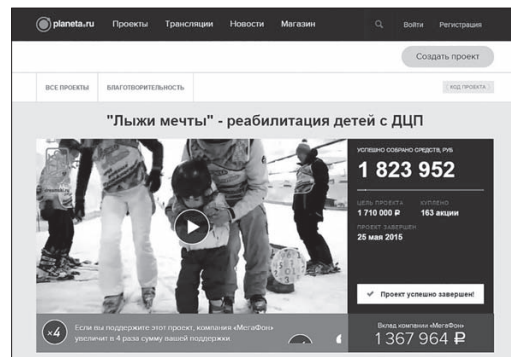 planeta.ru Проекты Трансляции Новости Магазин Войти Регистрация
Создать проект
ВСЕ ПРОЕКТЫ БЛАГОТВОРИТЕЛЬНОСТЬ КОД ПРОЕКТА
"Лыжи мечты" - реабилитация детей с ДЦП
УСПЕШНО СОБРАНО СРЕДСТВ, РУБ
1 823 952
ЦЕЛЬ ПРОЕКТА КУПЛЕНО
1 710 000 ₽ 163 акции
ПРОЕКТ ЗАВЕРШЕН
25 мая 2015
Проект успешно завершен!
×4 Если вы поддержите этот проект, компания «МегаФон»
увеличит в 4 раза сумму вашей поддержки
Вклад компании «МегаФон»
1 367 964 ₽